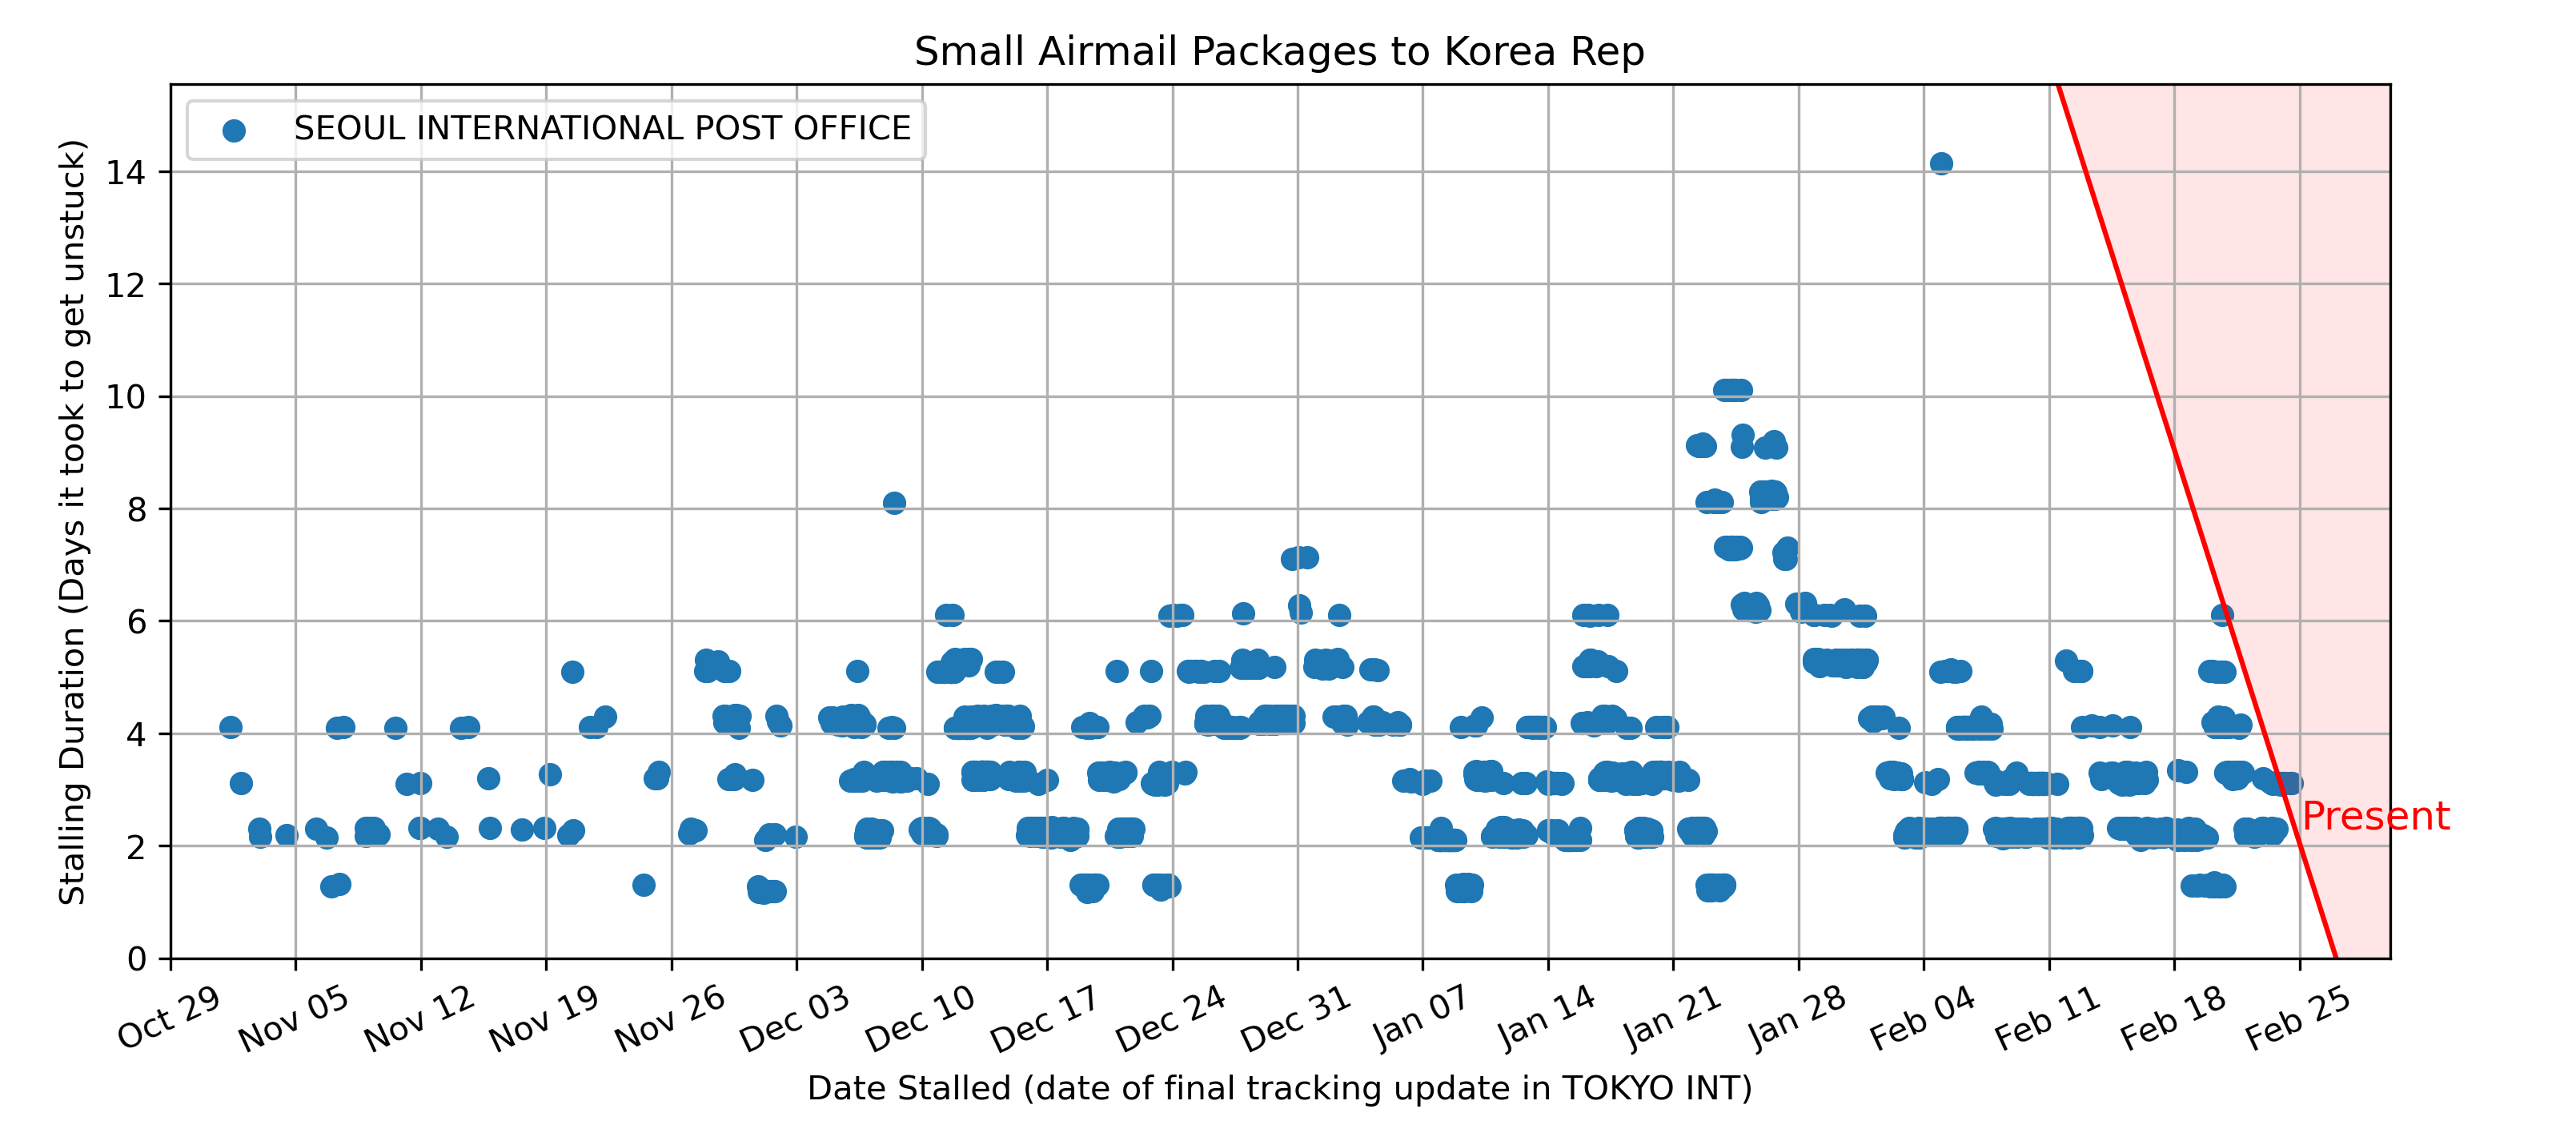 Small Airmail Packages to Korea Rep
SEOUL INTERNATIONAL POST OFFICE
Stalling Duration (Days it took to get unstuck)
14
12
10
8
6
4
2
0
Present
Oct 29
Nov 05
Nov 12
Nov 19
Nov 26
Dec 03
Dec 10
Dec 17
Dec 24
Dec 31
Jan 07
Jan 14
Jan 21
Jan 28
Feb 04
Feb 11
Feb 18
Feb 25
Date Stalled (date of final tracking update in TOKYO INT)